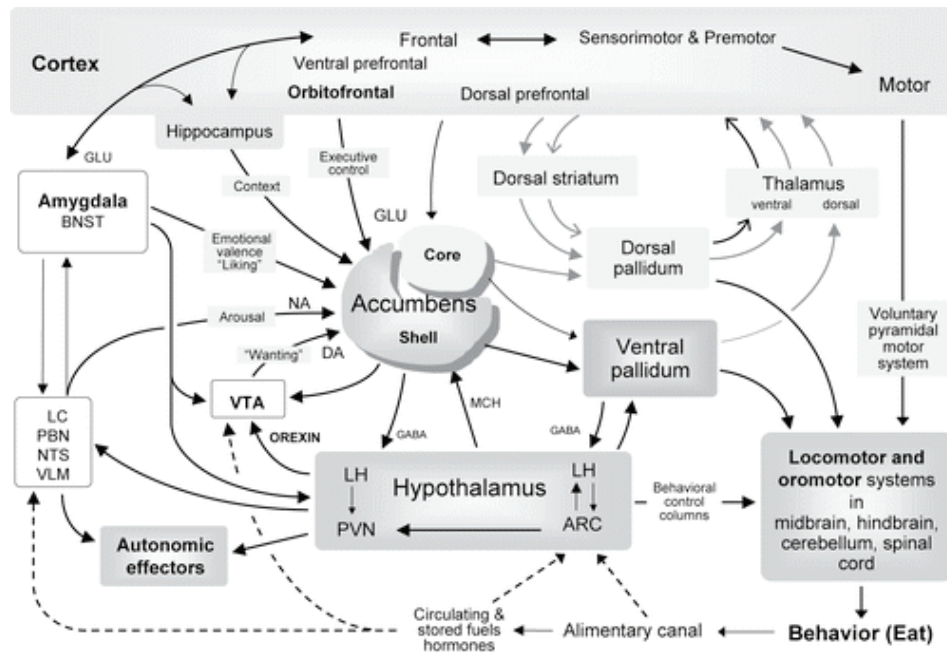 Cortex
Frontal
Sensorimotor & Premotor
Ventral prefrontal
Orbitofrontal
Dorsal prefrontal
Motor
Hippocampus
GLU
Executive
control
Context
Dorsal striatum
Thalamus
ventral
dorsal
Amygdala
BNST
GLU
Core
Emotional
valence
"Liking"
Dorsal
pallidum
Accumbens
NA
Arousal
Shell
Voluntary
pyramidal
motor
system
"Wanting"
DA
Ventral
pallidum
VTA
MCH
LC
PBN
NTS
VLM
OREXIN
GABA
GABA
LH
Hypothalamus
LH
PVN
ARC
Behavioral
control
columns
Locomotor and
oromotor systems
in
midbrain, hindbrain,
cerebellum, spinal
cord
Autonomic
effectors
Circulating &
stored fuels
hormones
Alimentary canal
Behavior (Eat)